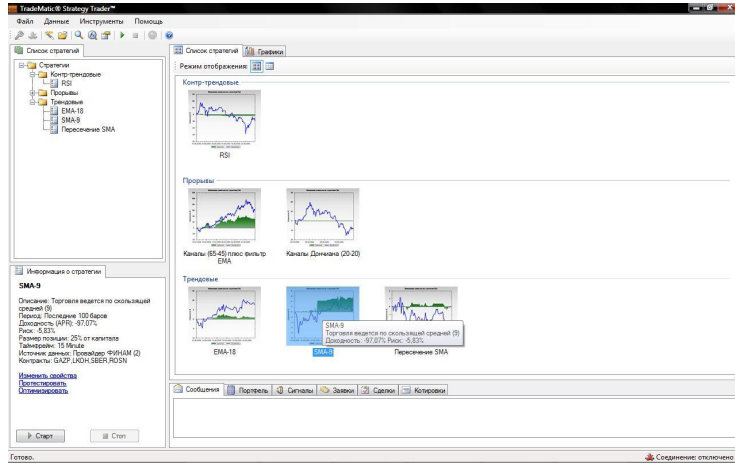 TradeMatic® Strategy Trader™
Файл Данные Инструменты Помощь
Список стратегий
Стратегии
Контр-трендовые
RSI
Прорывы
Трендовые
EMA-18
SMA-9
Пересечение SMA
Информация о стратегии
SMA-9
Описание: Торговля ведется по скользящей
средней (9)
Период: Последние 100 баров
Доходность (APR): -97,07%
Риск: -5,83%
Размер позиции: 25% от капитала
Таймфрейм: 15 Minute
Источник данных: Провайдер ФИНАМ (2)
Контракты: GAZP,LKOH,SBER,ROSN
Изменить свойства
Протестировать
Оптимизировать
Старт Стоп
Готово.
Список стратегий Графики
Режим отображения:
Контр-трендовые
RSI
Прорывы
Каналы (65-45) плюс фильтр
EMA
Каналы Дончиана (20-20)
Трендовые
EMA-18
SMA-9
Пересечение SMA
SMA-9
Торговля ведется по скользящей средней (9)
Доходность: -97,07% Риск: -5,83%
Сообщения Портфель Сигналы Заявки Сделки Котировки
Соединение: отключено